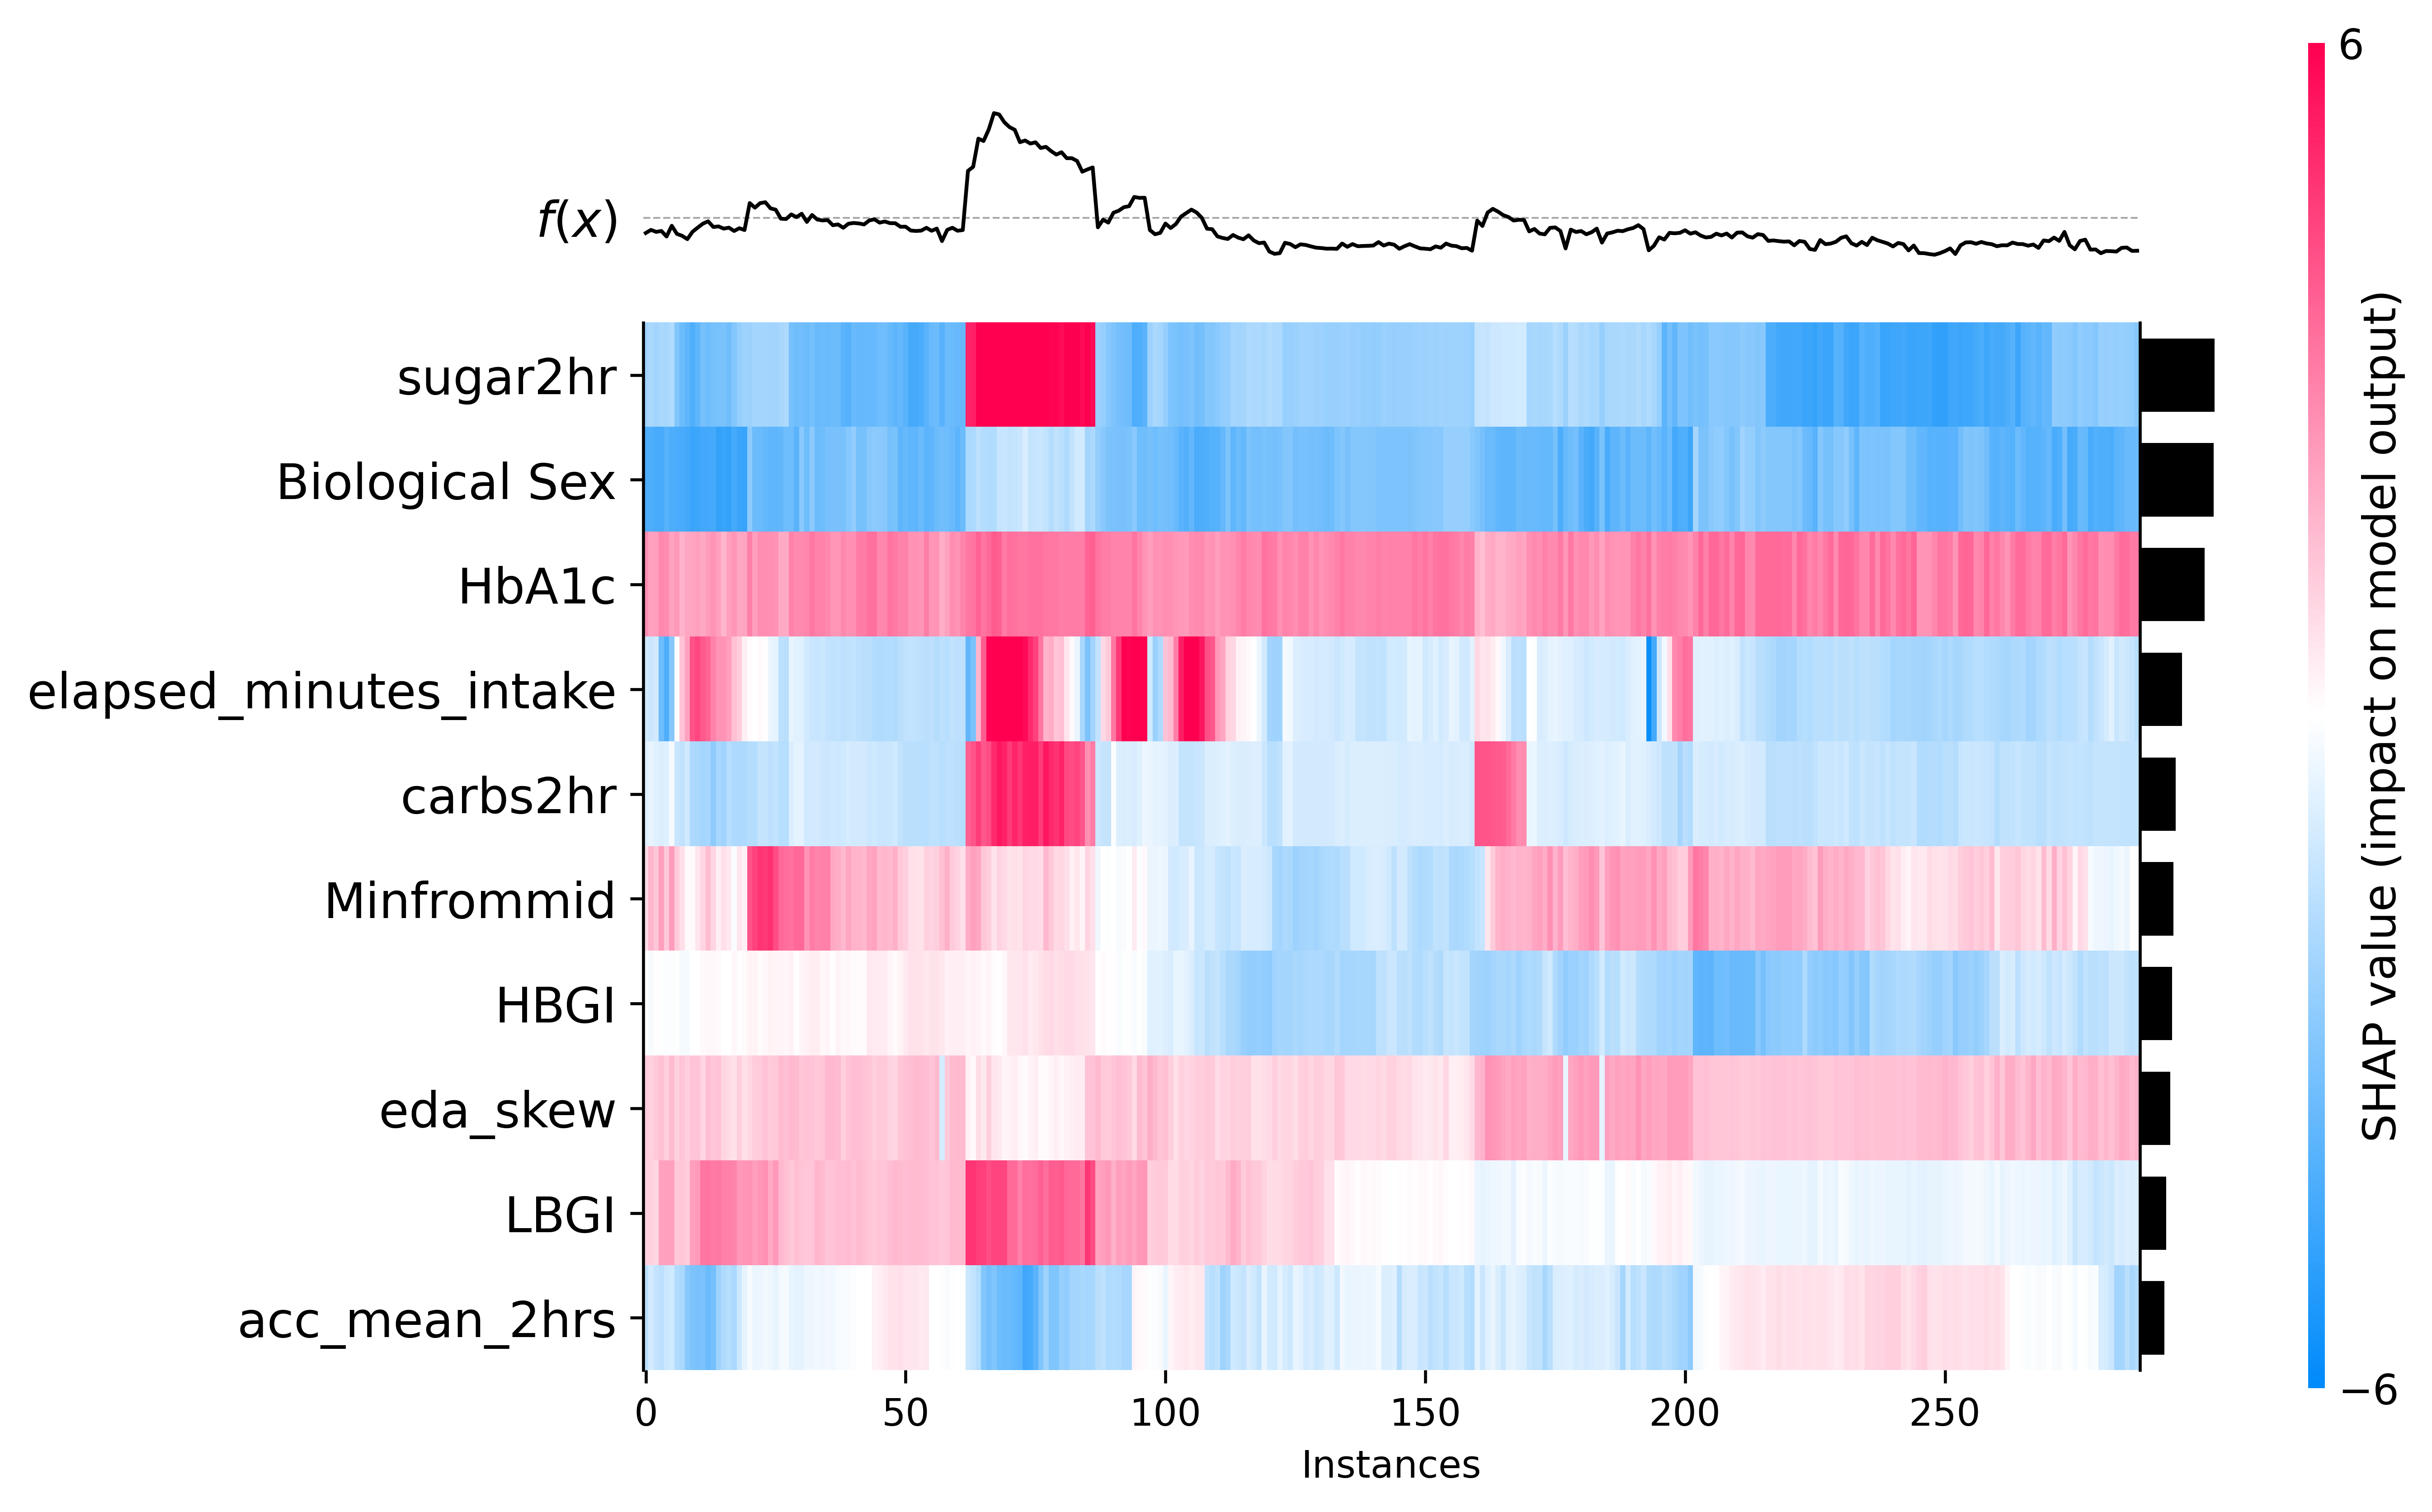 6
f(x)
sugar2hr
Biological Sex
HbA1c
elapsed_minutes_intake
carbs2hr
Minfrommid
HBGI
eda_skew
LBGI
acc_mean_2hrs
0 50 100 150 200 250
Instances
SHAP value (impact on model output)
−6